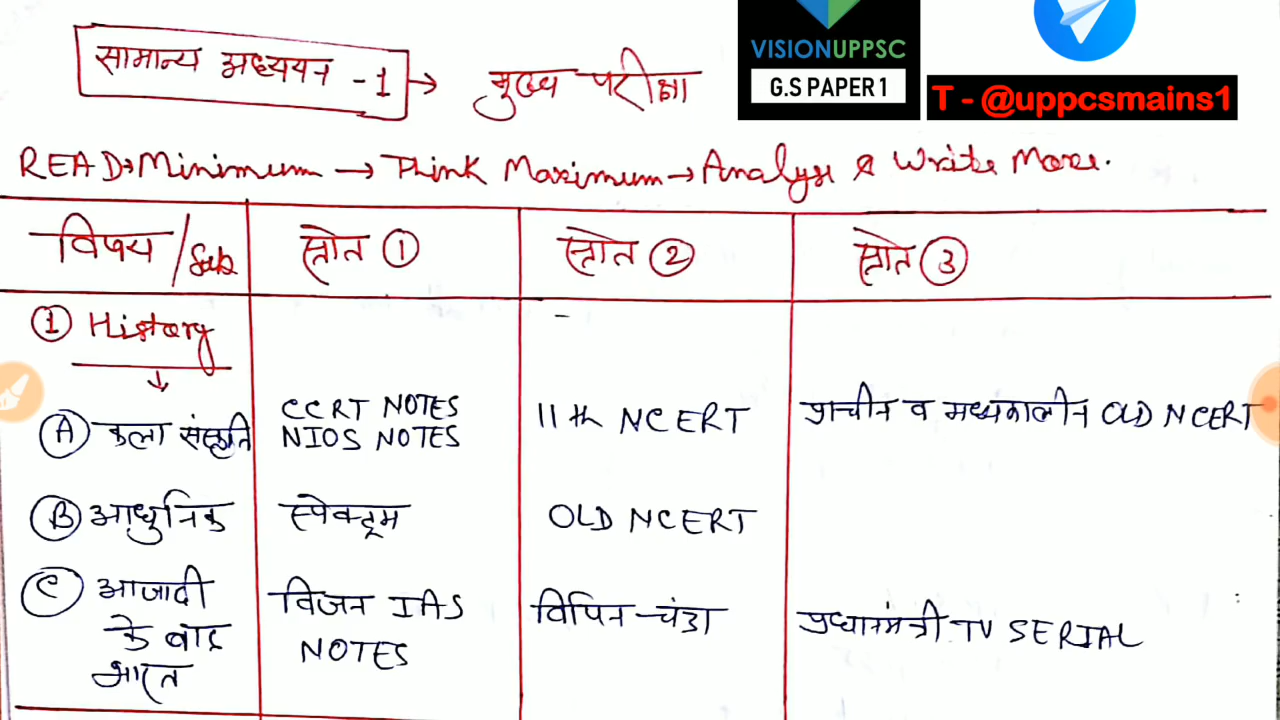 सामान्य अध्ययन - 1 → मुख्य परीक्षा
VISIONUPPSC
G.S PAPER 1
T - @uppcsmains1
READ → Minimum → Think Maximum → Analyse & Write More.
विषय / Sub
स्त्रोत ①
स्त्रोत ②
स्त्रोत ③
① History
↓
Ⓐ कला संस्कृति
CCRT NOTES
NIOS NOTES
11th NCERT
प्राचीन व मध्यकालीन OLD NCERT
Ⓑ आधुनिक
स्पेक्ट्रम
OLD NCERT
Ⓒ आजादी
के बाद
भारत
विजन IAS
NOTES
विपिन चंद्रा
प्रधानमंत्री TV SERIAL